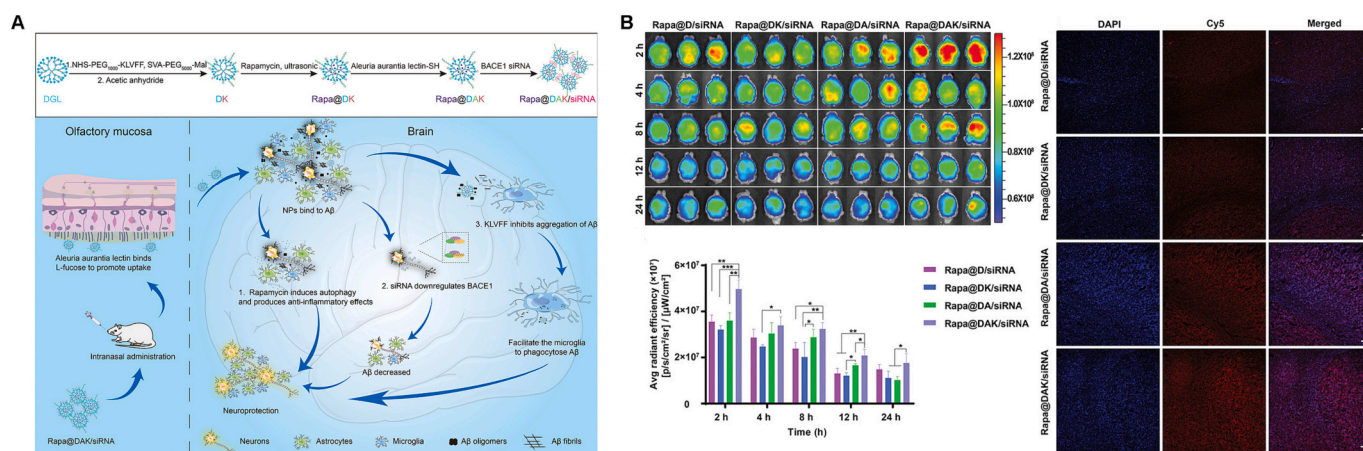 A
1.NHS-PEG5000-KLVFF, SVA-PEG5000-Mal
2. Acetic anhydride
Rapamycin, ultrasonic
Aleuria aurantia lectin-SH
BACE1 siRNA
DGL
DK
Rapa@DK
Rapa@DAK
Rapa@DAK/siRNA
Olfactory mucosa
Brain
NPs bind to Aβ
3. KLVFF inhibits aggregation of Aβ
Aleuria aurantia lectin binds
L-fucose to promote uptake
1. Rapamycin induces autophagy
and produces anti-inflammatory effects
2. siRNA downregulates BACE1
Intranasal administration
Facilitate the microglia
to phagocytose Aβ
Aβ decreased
Neuroprotection
Rapa@DAK/siRNA
Neurons
Astrocytes
Microglia
Aβ oligomers
Aβ fibrils
B
Rapa@D/siRNA
Rapa@DK/siRNA
Rapa@DA/siRNA
Rapa@DAK/siRNA
2 h
4 h
8 h
12 h
24 h
1.2X10⁸
1.0X10⁸
0.8X10⁸
0.6X10⁸
Avg radiant efficiency (×10⁷)
[p/s/cm²/sr] / [µW/cm²]
6×10⁷
4×10⁷
2×10⁷
0
** *** **
*
* ** *
** * *
*
2 h
4 h
8 h
12 h
24 h
Time (h)
Rapa@D/siRNA
Rapa@DK/siRNA
Rapa@DA/siRNA
Rapa@DAK/siRNA
DAPI
Cy5
Merged
Rapa@D/siRNA
Rapa@DK/siRNA
Rapa@DA/siRNA
Rapa@DAK/siRNA